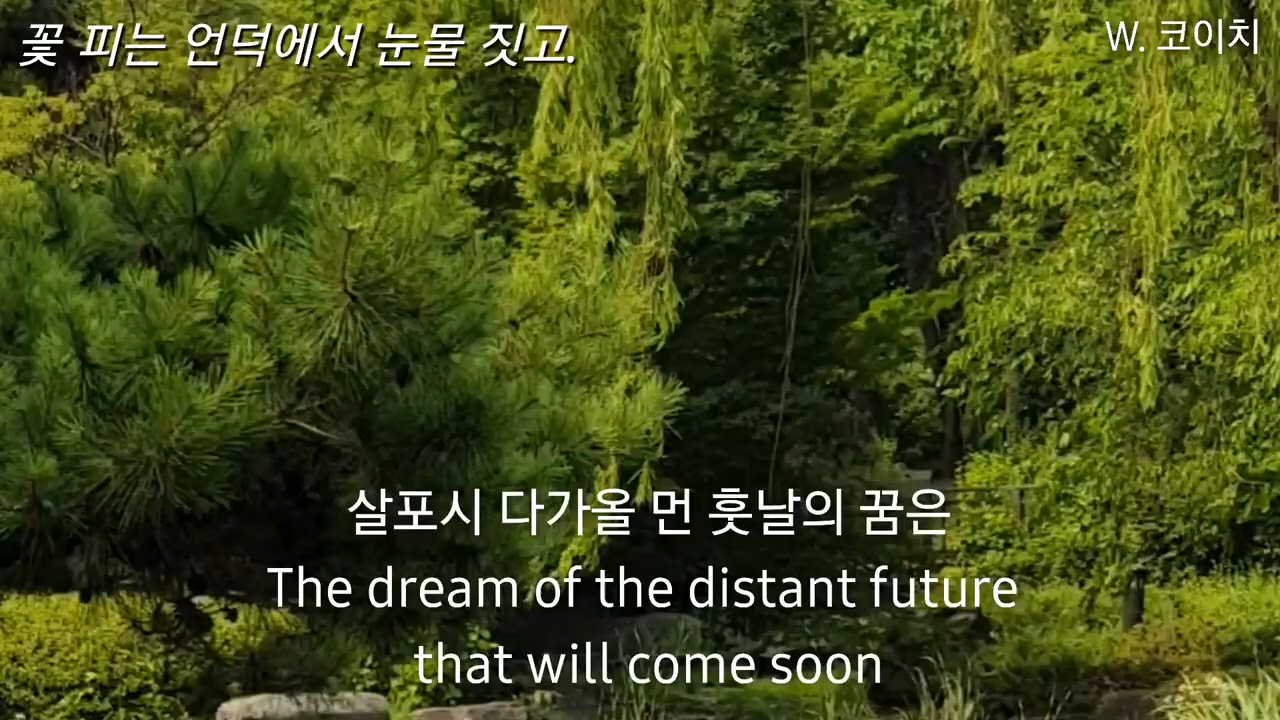 꽃 피는 언덕에서 눈물 짓고.
W. 코이치
살포시 다가올 먼 훗날의 꿈은
The dream of the distant future
that will come soon